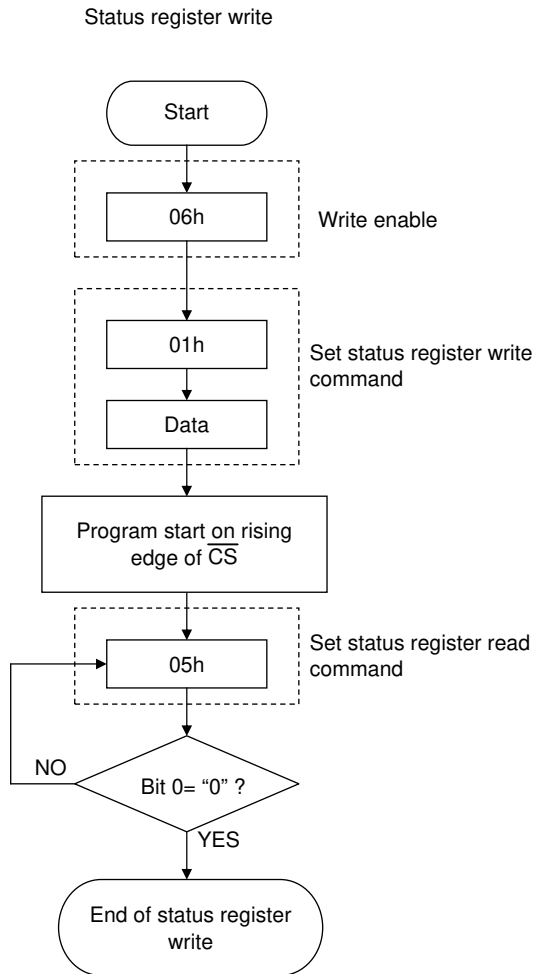 Status register write
Start
06h
Write enable
01h
Set status register write
command
Data
Program start on rising
edge of C̅S̅
05h
Set status register read
command
NO
Bit 0= “0” ?
YES
End of status register
write